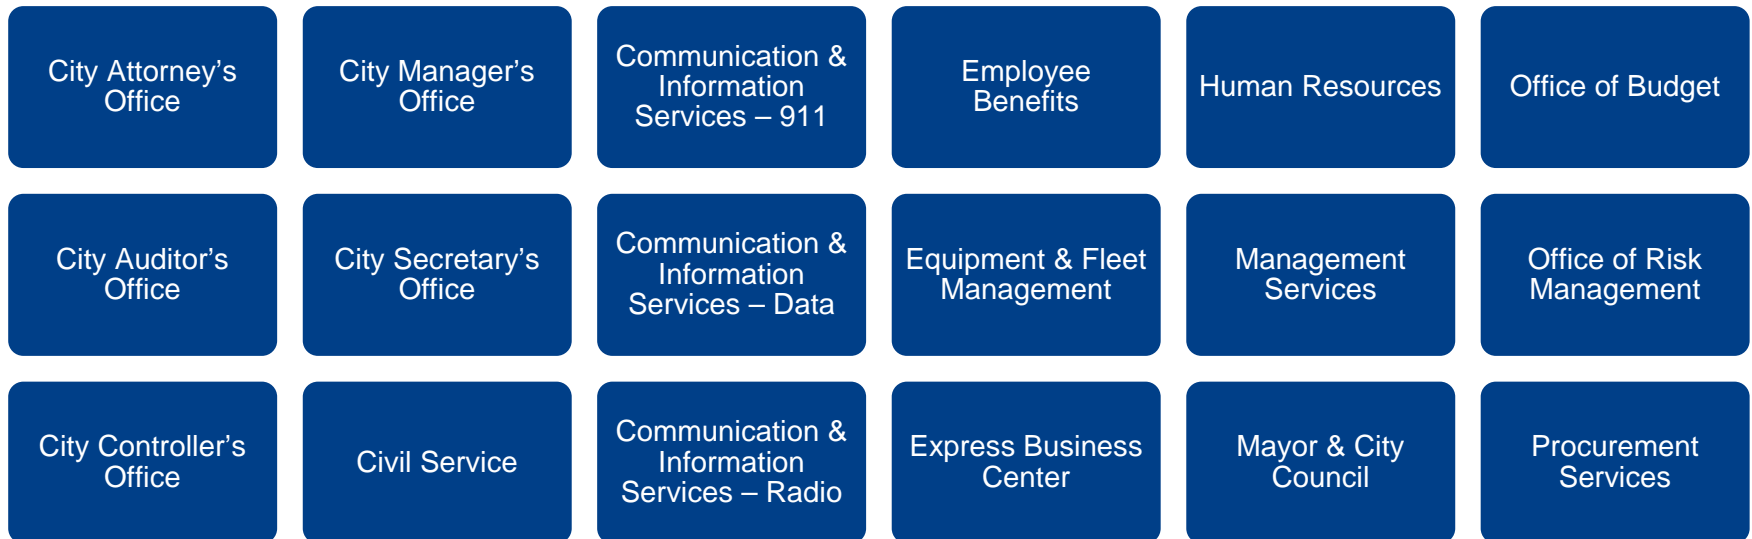 City Attorney’s
Office
City Manager’s
Office
Communication &
Information
Services – 911
Employee
Benefits
Human Resources
Office of Budget
City Auditor’s
Office
City Secretary’s
Office
Communication &
Information
Services – Data
Equipment & Fleet
Management
Management
Services
Office of Risk
Management
City Controller’s
Office
Civil Service
Communication &
Information
Services – Radio
Express Business
Center
Mayor & City
Council
Procurement
Services